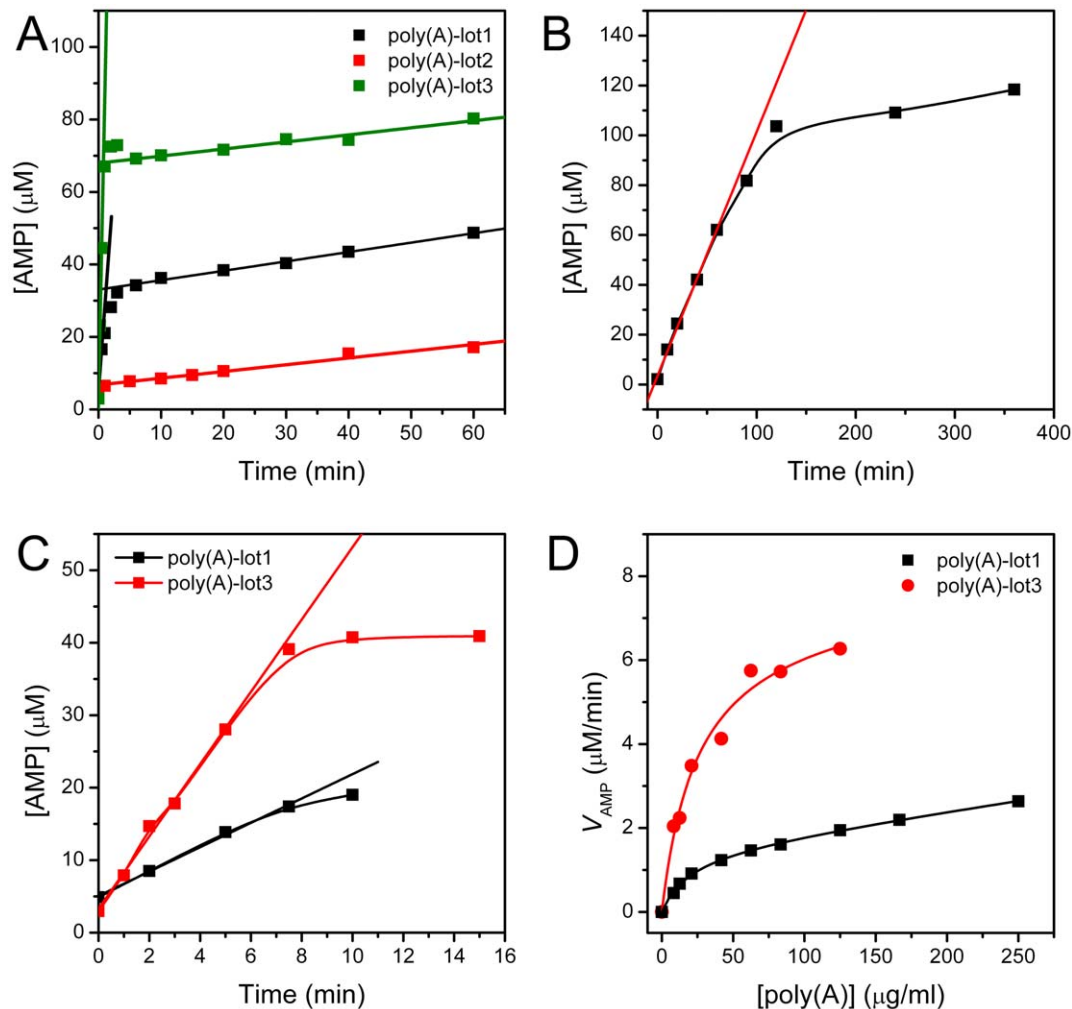 A
poly(A)-lot1
poly(A)-lot2
poly(A)-lot3
[AMP] (μM)
100
80
60
40
20
0
0 10 20 30 40 50 60
Time (min)
B
[AMP] (μM)
140
120
100
80
60
40
20
0
0 100 200 300 400
Time (min)
C
poly(A)-lot1
poly(A)-lot3
[AMP] (μM)
50
40
30
20
10
0
0 2 4 6 8 10 12 14 16
Time (min)
D
poly(A)-lot1
poly(A)-lot3
VAMP (μM/min)
8
6
4
2
0
0 50 100 150 200 250
[poly(A)] (μg/ml)